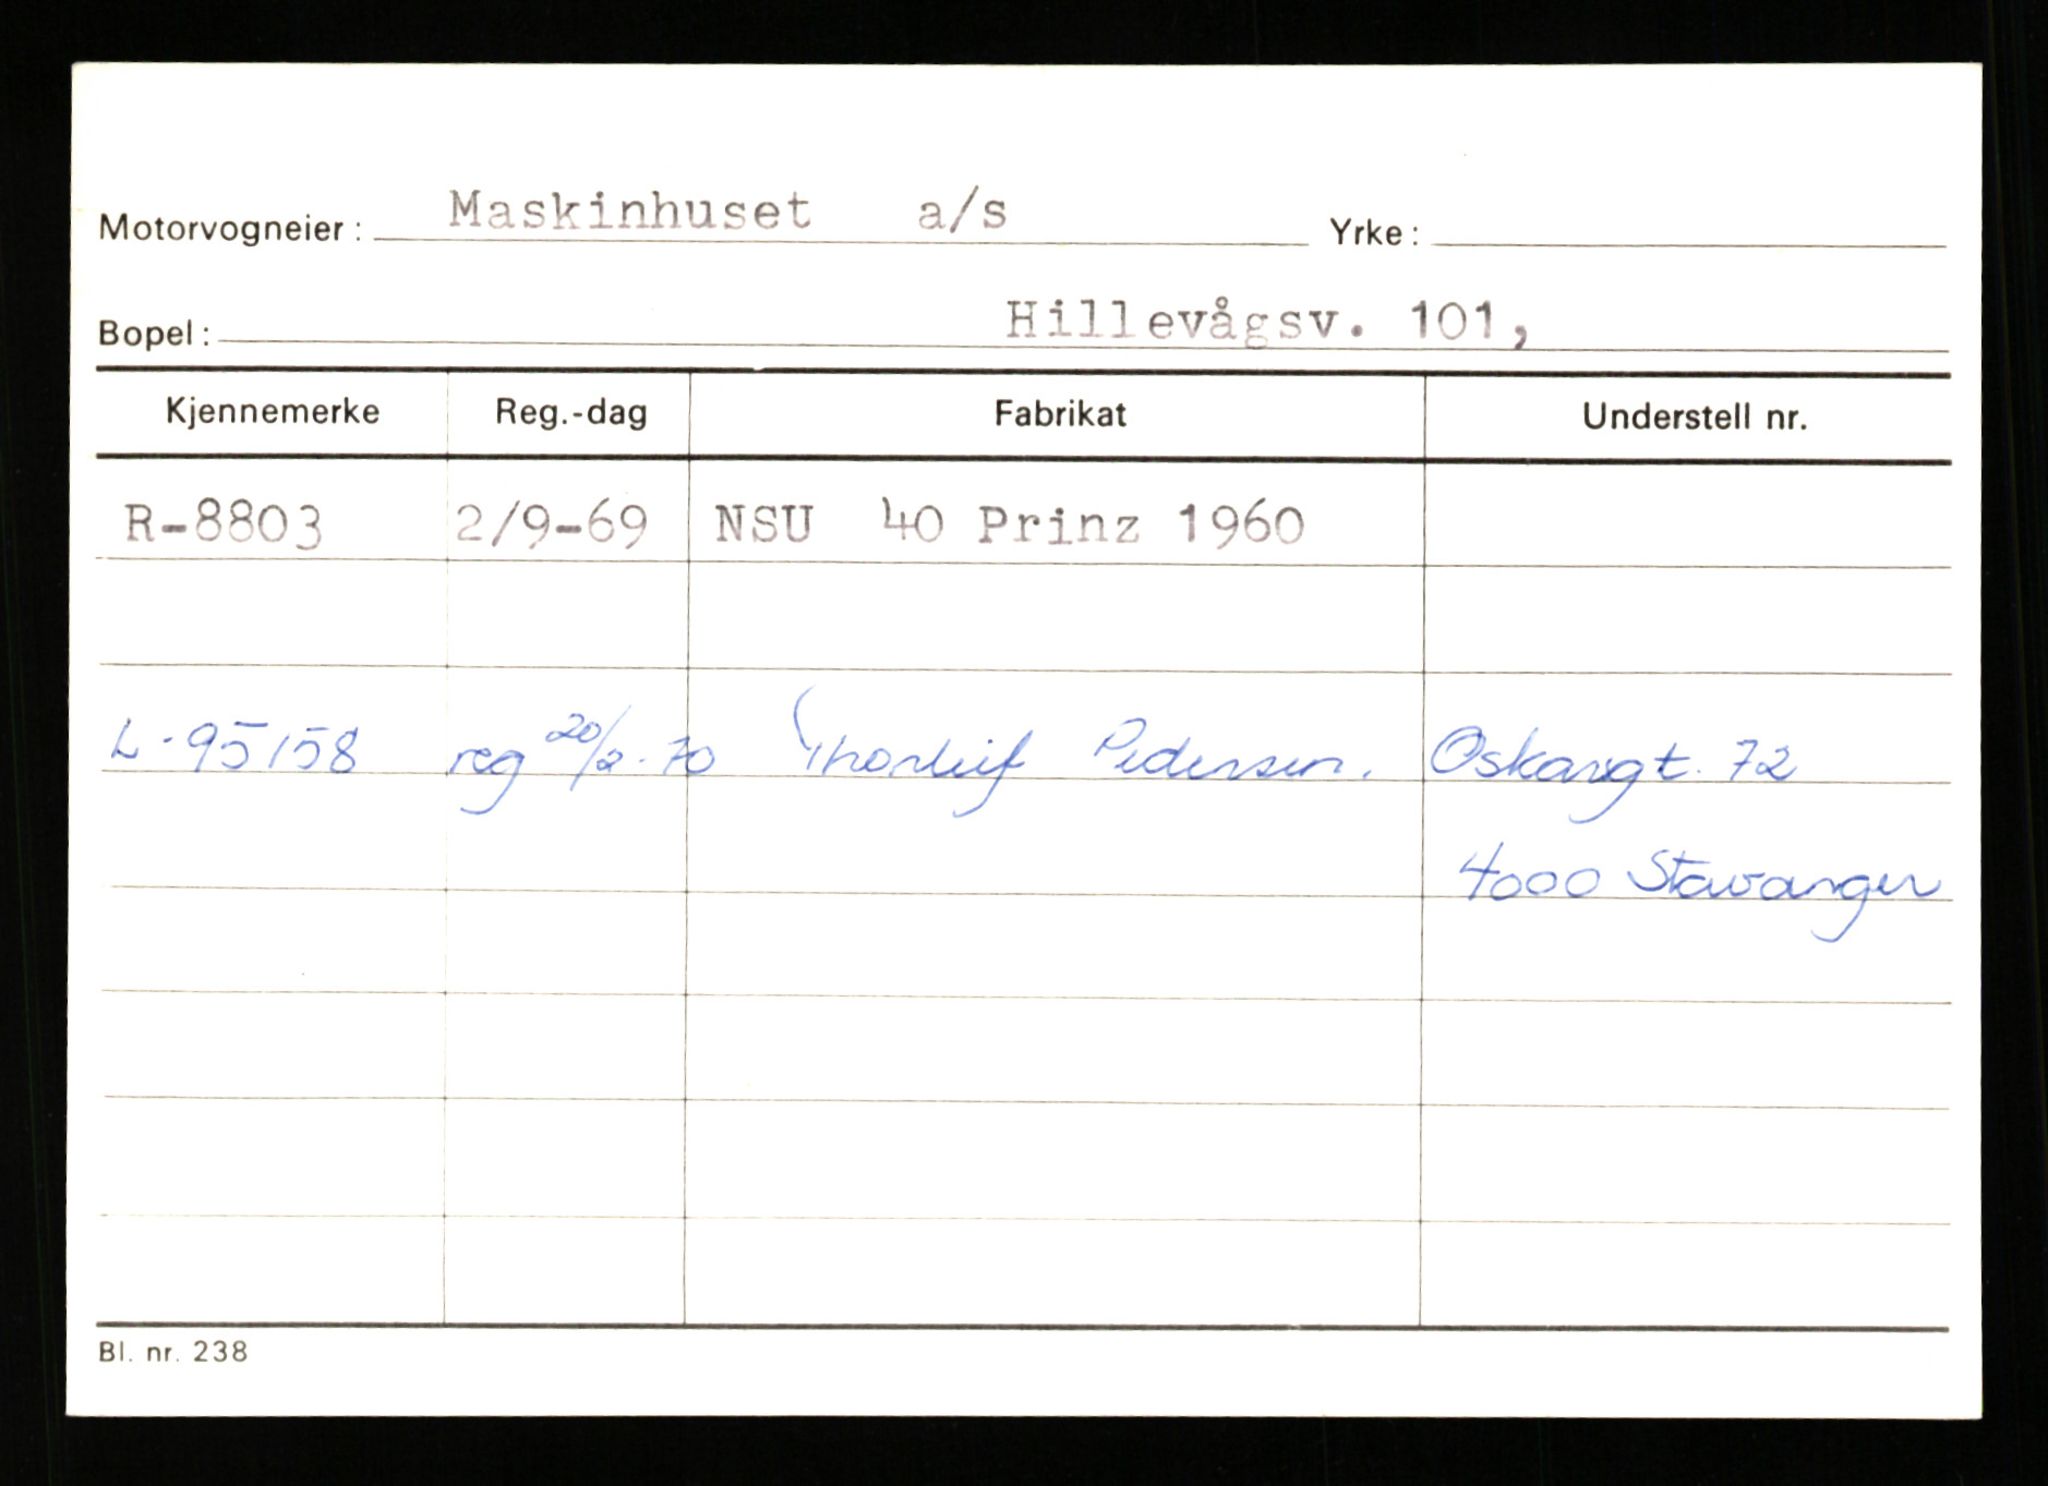 Motorvogneier: Maskinhuset a/s Yrke:
Bopel: Hillevågsv. 101,
Kjennemerke Reg.-dag Fabrikat Understell nr.
R-8803 2/9-69 NSU 40 Prinz 1960
L-95158 reg 20/2-70 Thorleif Pedersen. Oskarsgt. 72
4000 Stavanger
Bl. nr. 238